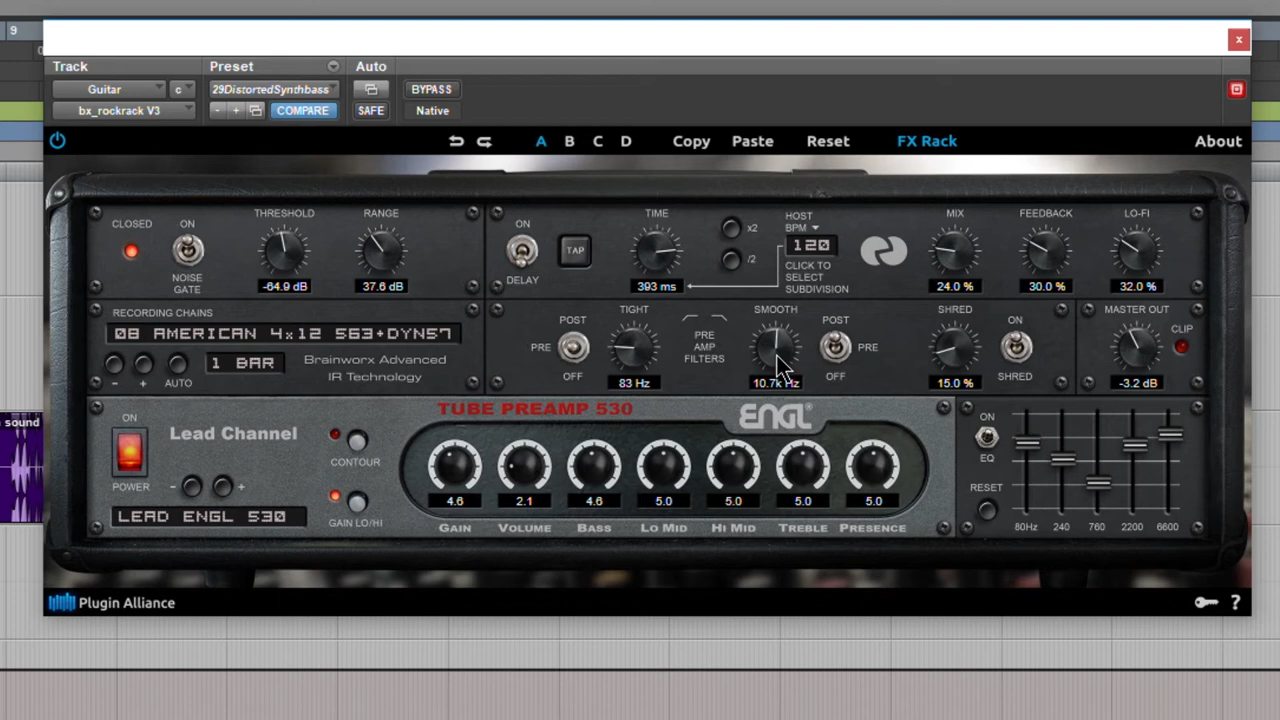 9
Track
Preset
Auto
Guitar
c
29DistortedSynthbass
BYPASS
bx_rockrack V3
- +
COMPARE
SAFE
Native
A B C D Copy Paste Reset FX Rack About
CLOSED
ON
NOISE
GATE
THRESHOLD
-64.9 dB
RANGE
37.6 dB
ON
DELAY
TAP
TIME
393 ms
x2
/2
HOST
BPM
120
CLICK TO
SELECT
SUBDIVISION
MIX
24.0 %
FEEDBACK
30.0 %
LO-FI
32.0 %
RECORDING CHAINS
08 AMERICAN 4x12 SG3+DYN57
- + AUTO
1 BAR
Brainworx Advanced
IR Technology
POST
PRE
OFF
TIGHT
83 Hz
PRE
AMP
FILTERS
SMOOTH
10.7k Hz
POST
PRE
OFF
SHRED
15.0 %
ON
SHRED
MASTER OUT
-3.2 dB
CLIP
ON
POWER
Lead Channel
- +
LEAD ENGL 530
CONTOUR
GAIN LO/HI
TUBE PREAMP 530
ENGL®
4.6 2.1 4.6 5.0 5.0 5.0 5.0
GAIN VOLUME BASS LO MID HI MID TREBLE PRESENCE
ON
EQ
RESET
80Hz 240 760 2200 6600
sound
Plugin Alliance
?